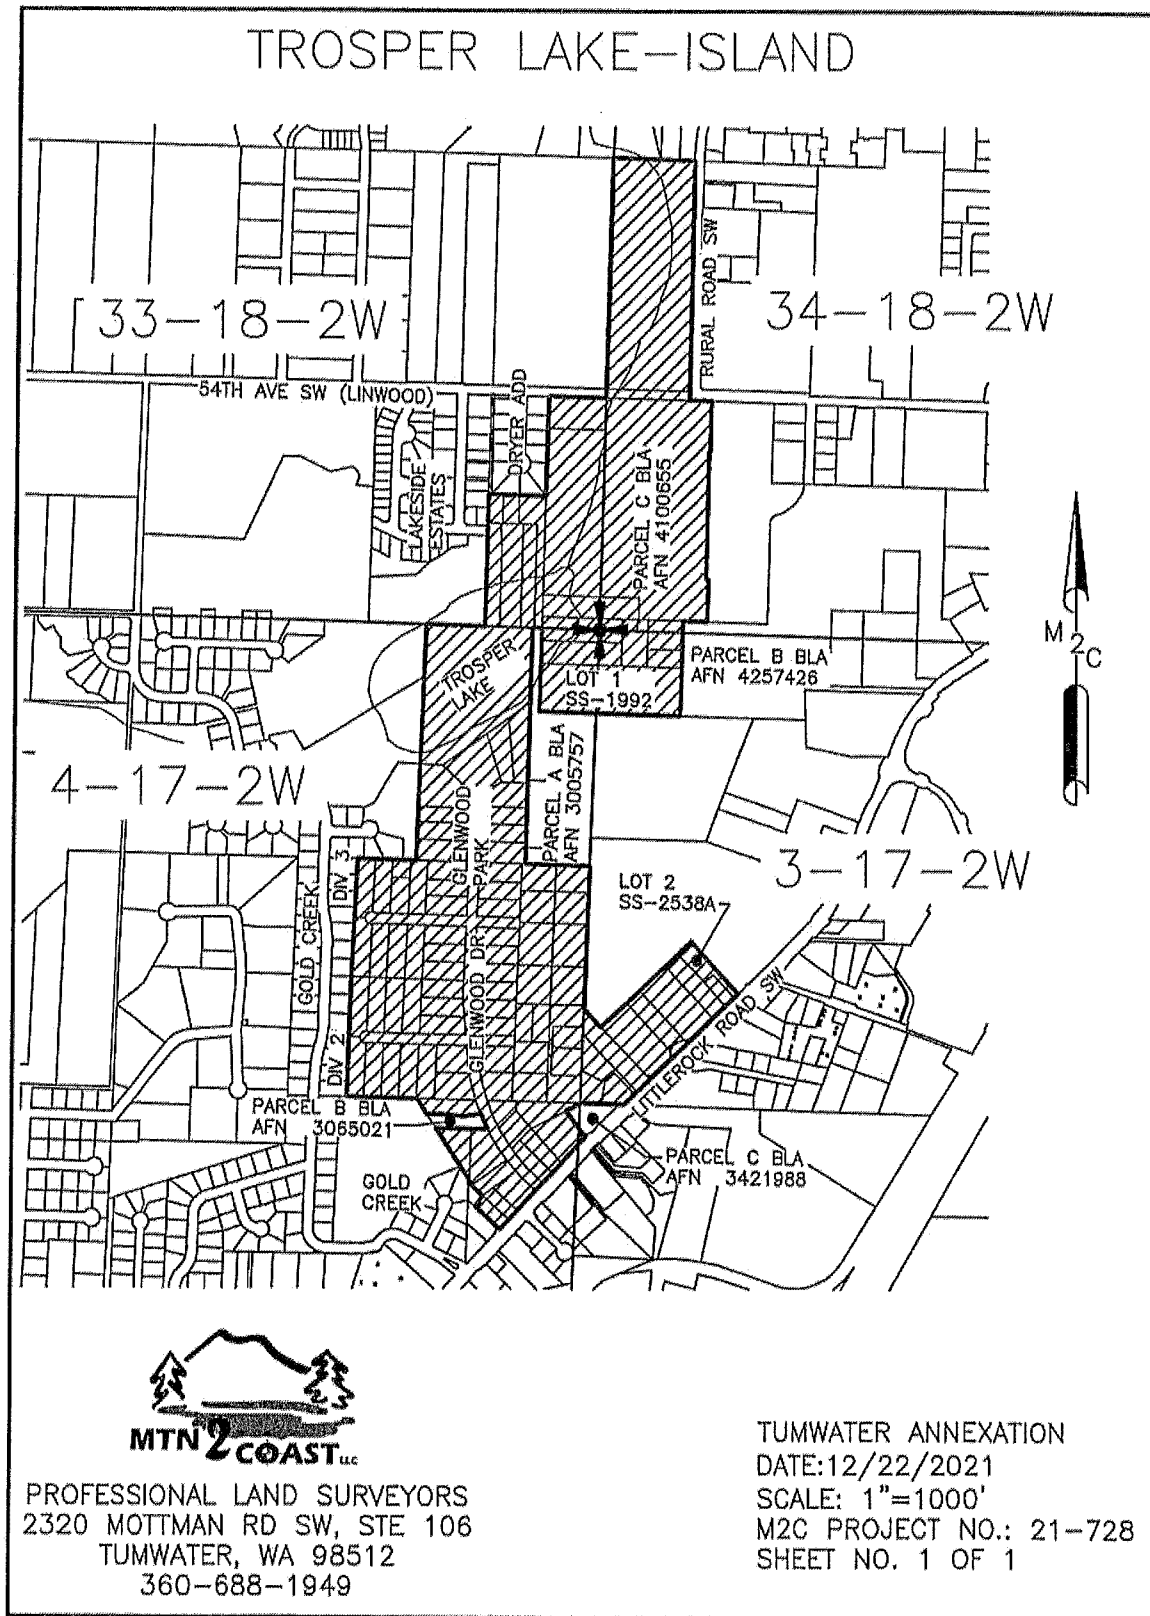 TROSPER LAKE-ISLAND
33-18-2W
34-18-2W
RURAL ROAD SW
54TH AVE SW (LINWOOD)
DRYER ADD
LAKESIDE
ESTATES
PARCEL C BLA
AFN 4100655
M2C
TROSPER
LAKE
LOT 1
SS-1992
PARCEL B BLA
AFN 4257426
4-17-2W
PARCEL A BLA
AFN 3005757
3-17-2W
GLENWOOD
PARK
GLENWOOD DR
GOLD CREEK
DIV 3
DIV 2
LOT 2
SS-2538A
LITTLEROCK ROAD SW
PARCEL B BLA
AFN 3065021
GOLD
CREEK
PARCEL C BLA
AFN 3421988
MTN 2 COAST LLC
PROFESSIONAL LAND SURVEYORS
2320 MOTTMAN RD SW, STE 106
TUMWATER, WA 98512
360-688-1949
TUMWATER ANNEXATION
DATE:12/22/2021
SCALE: 1"=1000'
M2C PROJECT NO.: 21-728
SHEET NO. 1 OF 1